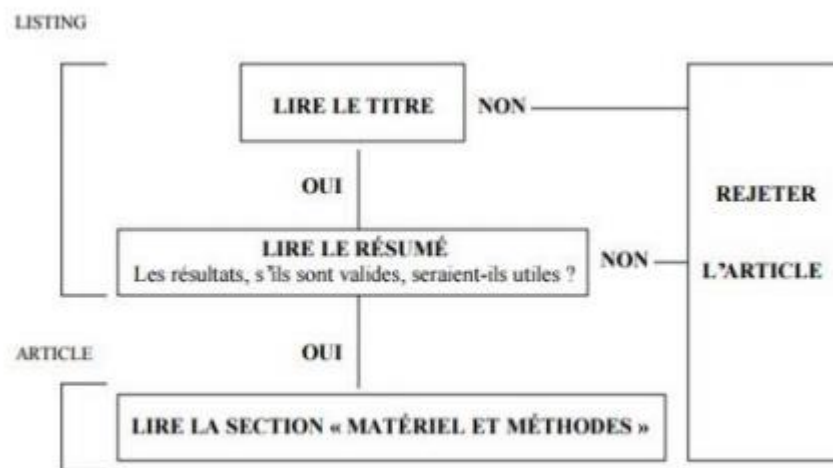 LISTING
LIRE LE TITRE
NON
OUI
REJETER
L'ARTICLE
LIRE LE RÉSUMÉ
Les résultats, s'ils sont valides, seraient-ils utiles ?
NON
ARTICLE
OUI
LIRE LA SECTION « MATÉRIEL ET MÉTHODES »